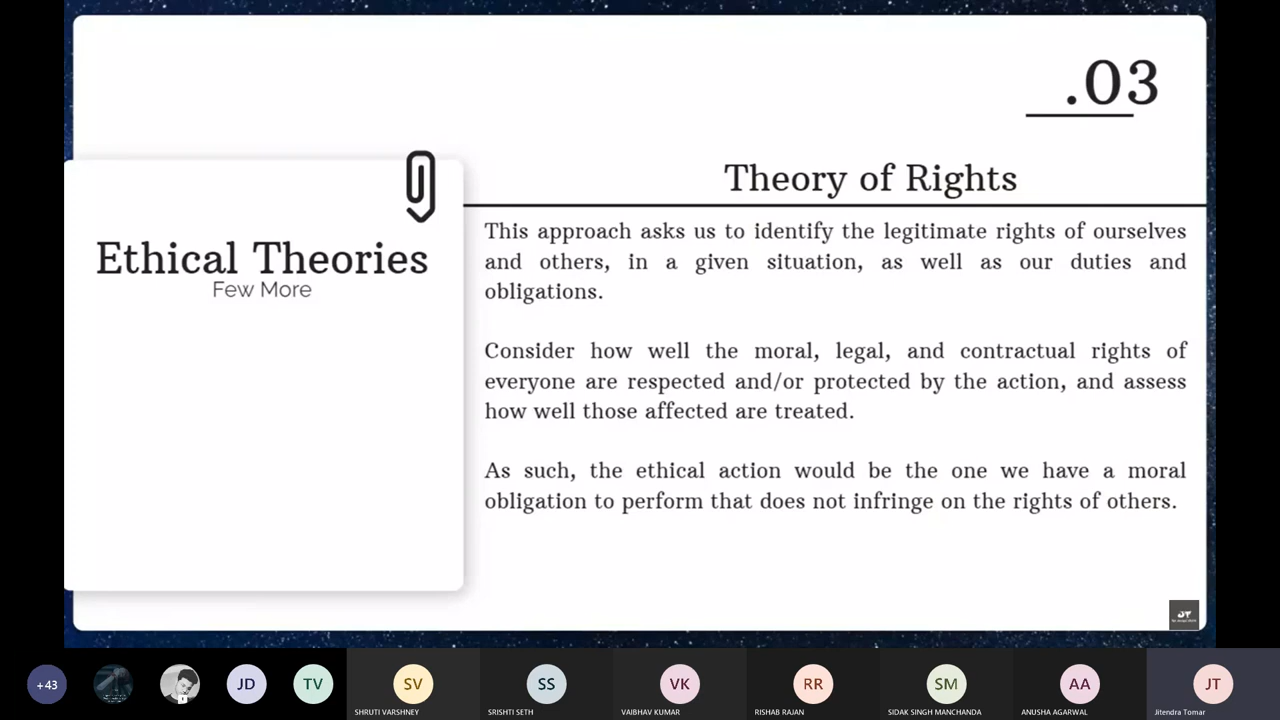 .03
Theory of Rights
Ethical Theories
Few More
This approach asks us to identify the legitimate rights of ourselves
and others, in a given situation, as well as our duties and
obligations.
Consider how well the moral, legal, and contractual rights of
everyone are respected and/or protected by the action, and assess
how well those affected are treated.
As such, the ethical action would be the one we have a moral
obligation to perform that does not infringe on the rights of others.
+43
JD
TV
SV
SHRUTI VARSHNEY
SS
SRISHTI SETH
VK
VAIBHAV KUMAR
RR
RISHAB RAJAN
SM
SIDAK SINGH MANCHANDA
AA
ANUSHA AGARWAL
JT
Jitendra Tomar